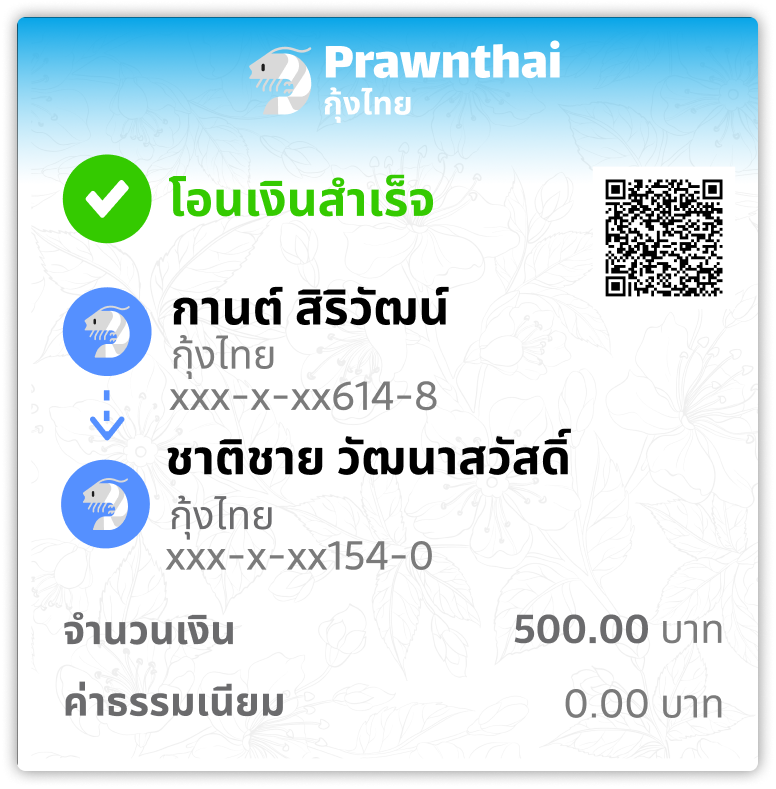 Prawnthai
กุ้งไทย
โอนเงินสำเร็จ
กานต์ สิริวัฒน์
กุ้งไทย
xxx-x-xx614-8
ชาติชาย วัฒนาสวัสดิ์
กุ้งไทย
xxx-x-xx154-0
จำนวนเงิน 500.00 บาท
ค่าธรรมเนียม 0.00 บาท